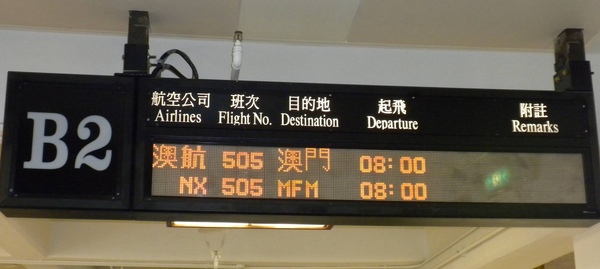 B2
航空公司 班次 目的地 起飛 附註
Airlines Flight No. Destination Departure Remarks
澳航 505 澳門 08:00
NX 505 MFM 08:00